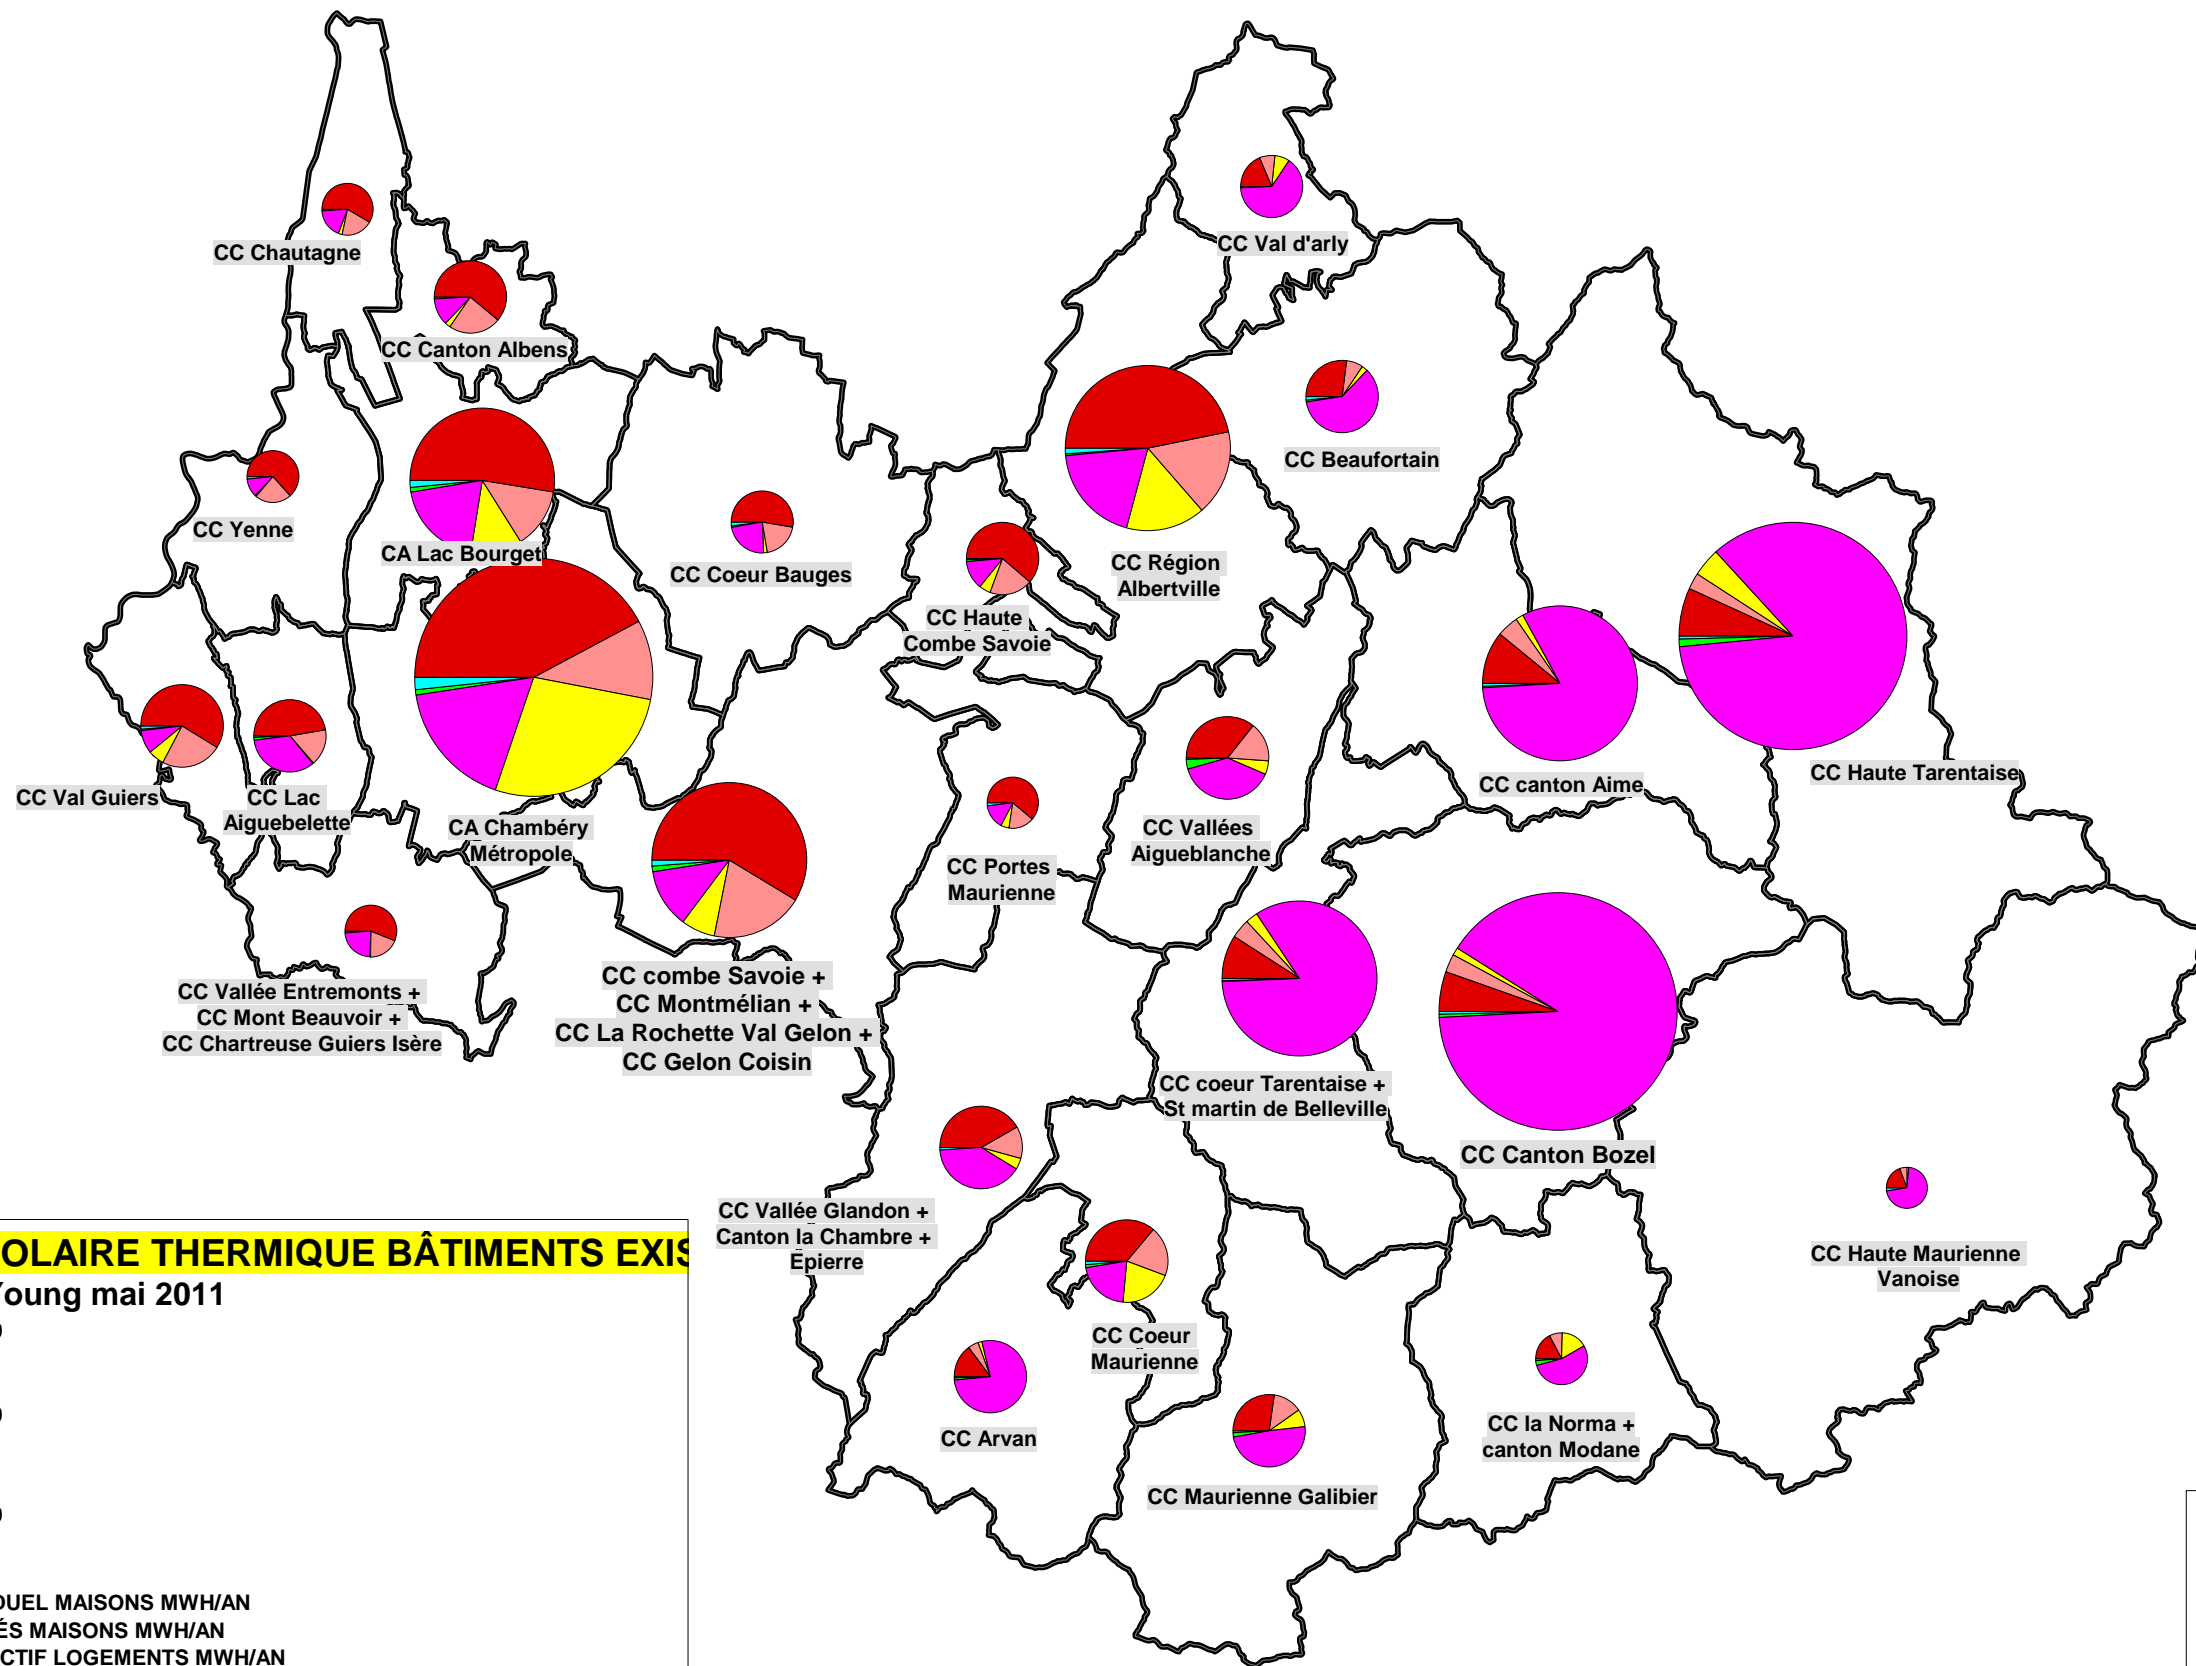 CC Chautagne
CC Val d'arly
CC Canton Albens
CC Beaufortain
CC Yenne
CA Lac Bourget
CC Coeur Bauges
CC Région
Albertville
CC Haute
Combe Savoie
CC Haute Tarentaise
CC canton Aime
CC Val Guiers
CC Lac
Aiguebelette
CA Chambéry
Métropole
CC Vallées
Aigueblanche
CC Portes
Maurienne
CC Vallée Entremonts +
CC Mont Beauvoir +
CC Chartreuse Guiers Isère
CC combe Savoie +
CC Montmélian +
CC La Rochette Val Gelon +
CC Gelon Coisin
CC coeur Tarentaise +
St martin de Belleville
CC Canton Bozel
CC Vallée Glandon +
Canton la Chambre +
Epierre
CC Haute Maurienne
Vanoise
CC Coeur
Maurienne
CC Arvan
CC la Norma +
canton Modane
CC Maurienne Galibier
OLAIRE THERMIQUE BÂTIMENTS EXIS
Young mai 2011
DUEL MAISONS MWH/AN
ÉS MAISONS MWH/AN
CTIF LOGEMENTS MWH/AN